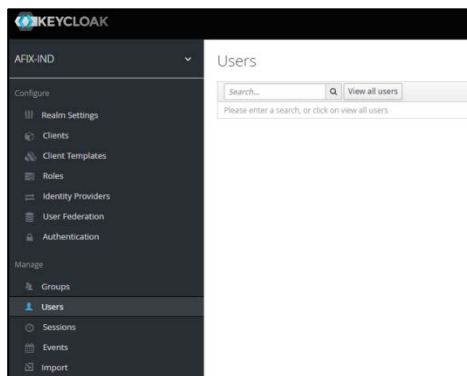 KEYCLOAK
AFIX-IND
Users
Search...
View all users
Please enter a search, or click on view all users
Configure
Realm Settings
Clients
Client Templates
Roles
Identity Providers
User Federation
Authentication
Manage
Groups
Users
Sessions
Events
Import